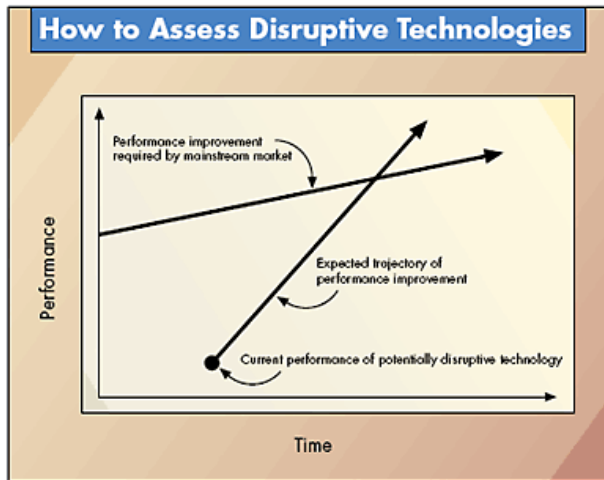 How to Assess Disruptive Technologies
Performance improvement
required by mainstream market
Expected trajectory of
performance improvement
Current performance of potentially disruptive technology
Performance
Time